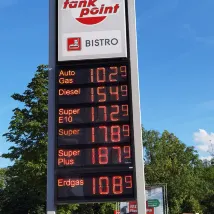 tank
point
BISTRO
Auto
Gas 102⁹
Diesel 154⁹
Super
E10 172⁹
Super 178⁹
Super
Plus 187⁹
Erdgas 108⁹